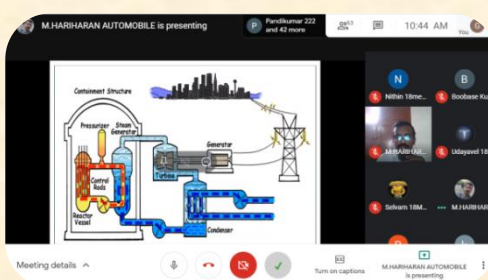 M.HARIHARAN AUTOMOBILE is presenting
P
Pandikumar 222
and 42 more
53
10:44 AM
You
Containment Structure
Pressurizer
Steam
Generator
Control
Rods
Reactor
Vessel
Turbine
Generator
Condenser
N
Nithin 18me...
B
Boobase Ku
M.HARIHAR
Udayavel 18
Selvam 18M...
M.HARIHAR
Meeting details
Turn on captions
M.HARIHARAN AUTOMOBILE
is presenting